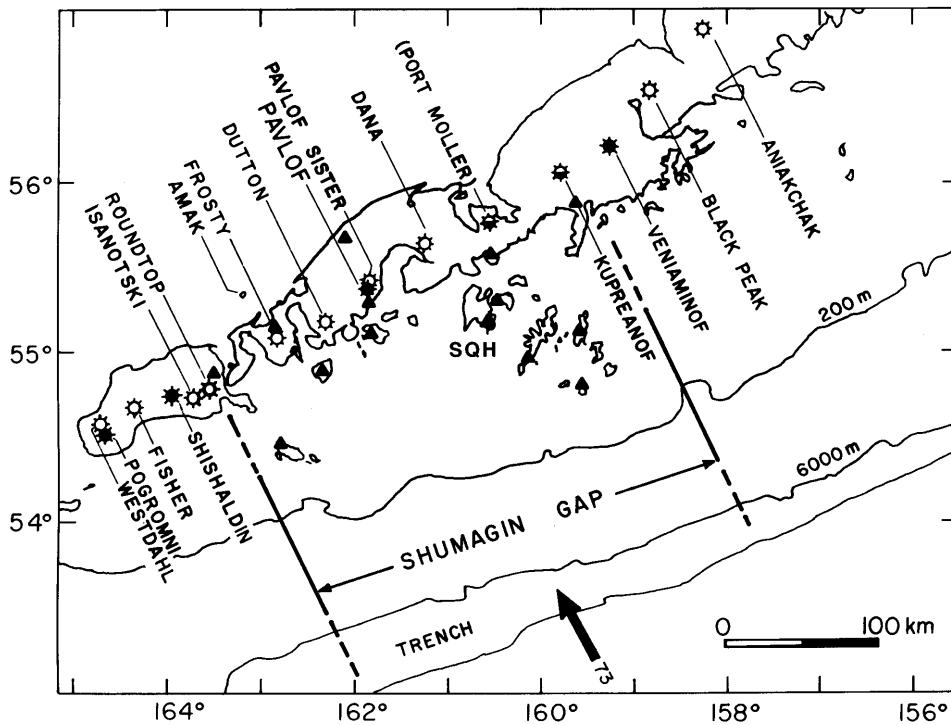 (PORT MOLLER)
PAVLOF SISTER
PAVLOF
DANA
DUTTON
FROSTY
AMAK
ROUNDTOP
ISANOTSKI
ANIAKCHAK
BLACK PEAK
VENIAMINOF
KUPREANOF
56°
55°
54°
SQH
200 m
6000 m
SHISHALDIN
FISHER
POGROMNI
WESTDAHL
SHUMAGIN GAP
TRENCH
73
0 100 km
164° 162° 160° 158° 156°